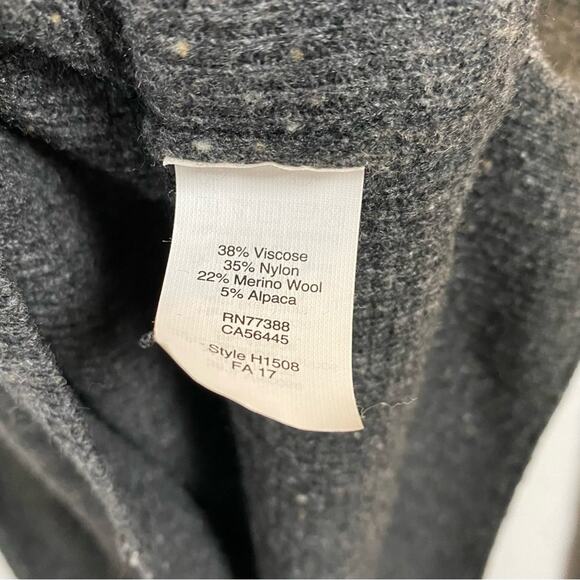 38% Viscose
35% Nylon
22% Merino Wool
5% Alpaca
RN77388
CA56445
Style H1508
FA 17